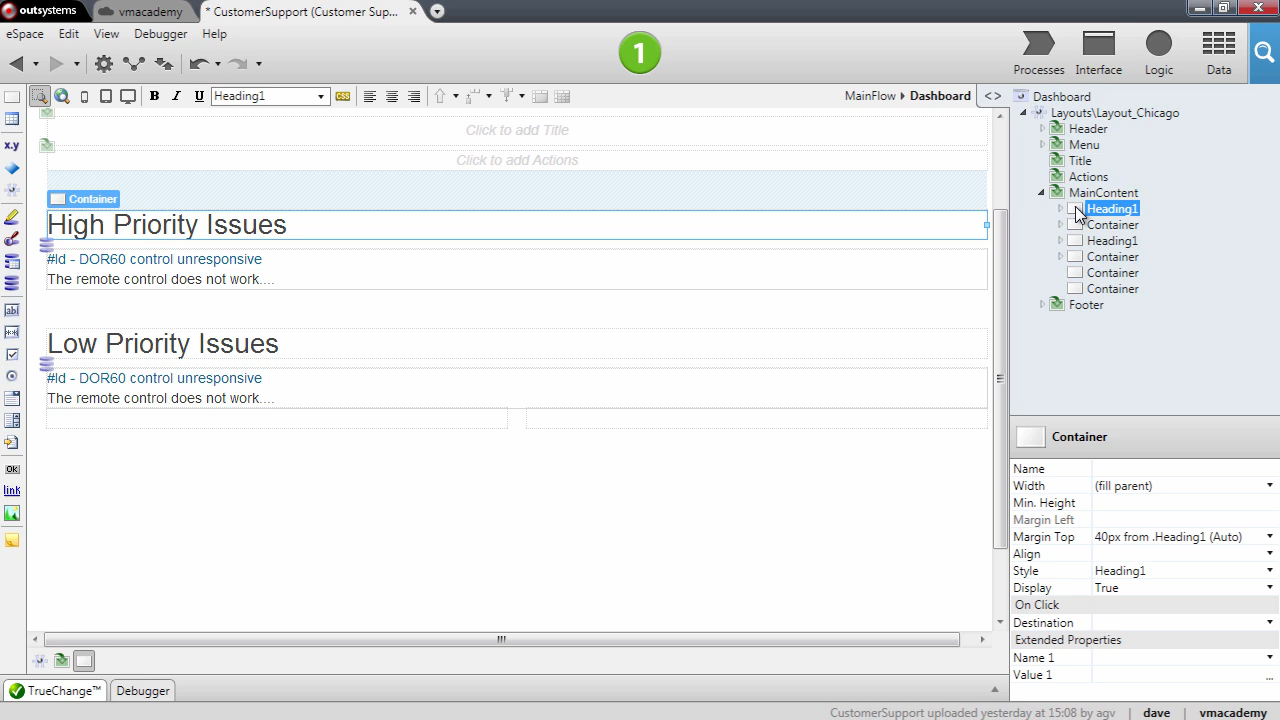 outsystems
vmacademy
* CustomerSupport (Customer Sup...
eSpace Edit View Debugger Help
1
Processes Interface Logic Data
B I U Heading1 CSS
MainFlow Dashboard <>
Dashboard
Layouts\Layout_Chicago
Header
Menu
Title
Actions
MainContent
Heading1
Container
Heading1
Container
Container
Container
Footer
x.y
ab
OK
link
Click to add Title
Click to add Actions
Container
High Priority Issues
#Id - DOR60 control unresponsive
The remote control does not work....
Low Priority Issues
#Id - DOR60 control unresponsive
The remote control does not work....
Container
Name
Width (fill parent)
Min. Height
Margin Left
Margin Top 40px from .Heading1 (Auto)
Align
Style Heading1
Display True
On Click
Destination
Extended Properties
Name 1
Value 1 ...
TrueChange™ Debugger
CustomerSupport uploaded yesterday at 15:08 by agv dave vmacademy